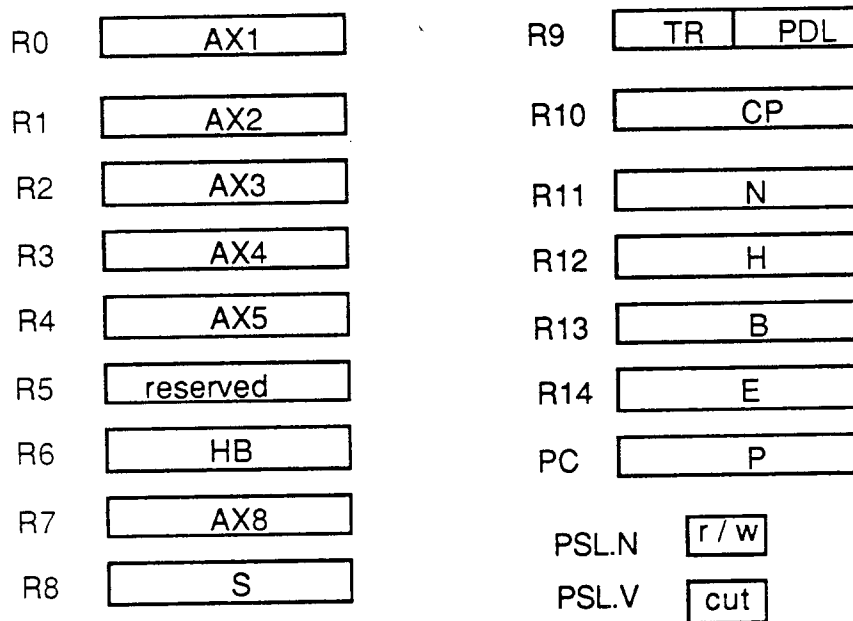 R0 AX1
R1 AX2
R2 AX3
R3 AX4
R4 AX5
R5 reserved
R6 HB
R7 AX8
R8 S
R9 TR PDL
R10 CP
R11 N
R12 H
R13 B
R14 E
PC P
PSL.N r / w
PSL.V cut